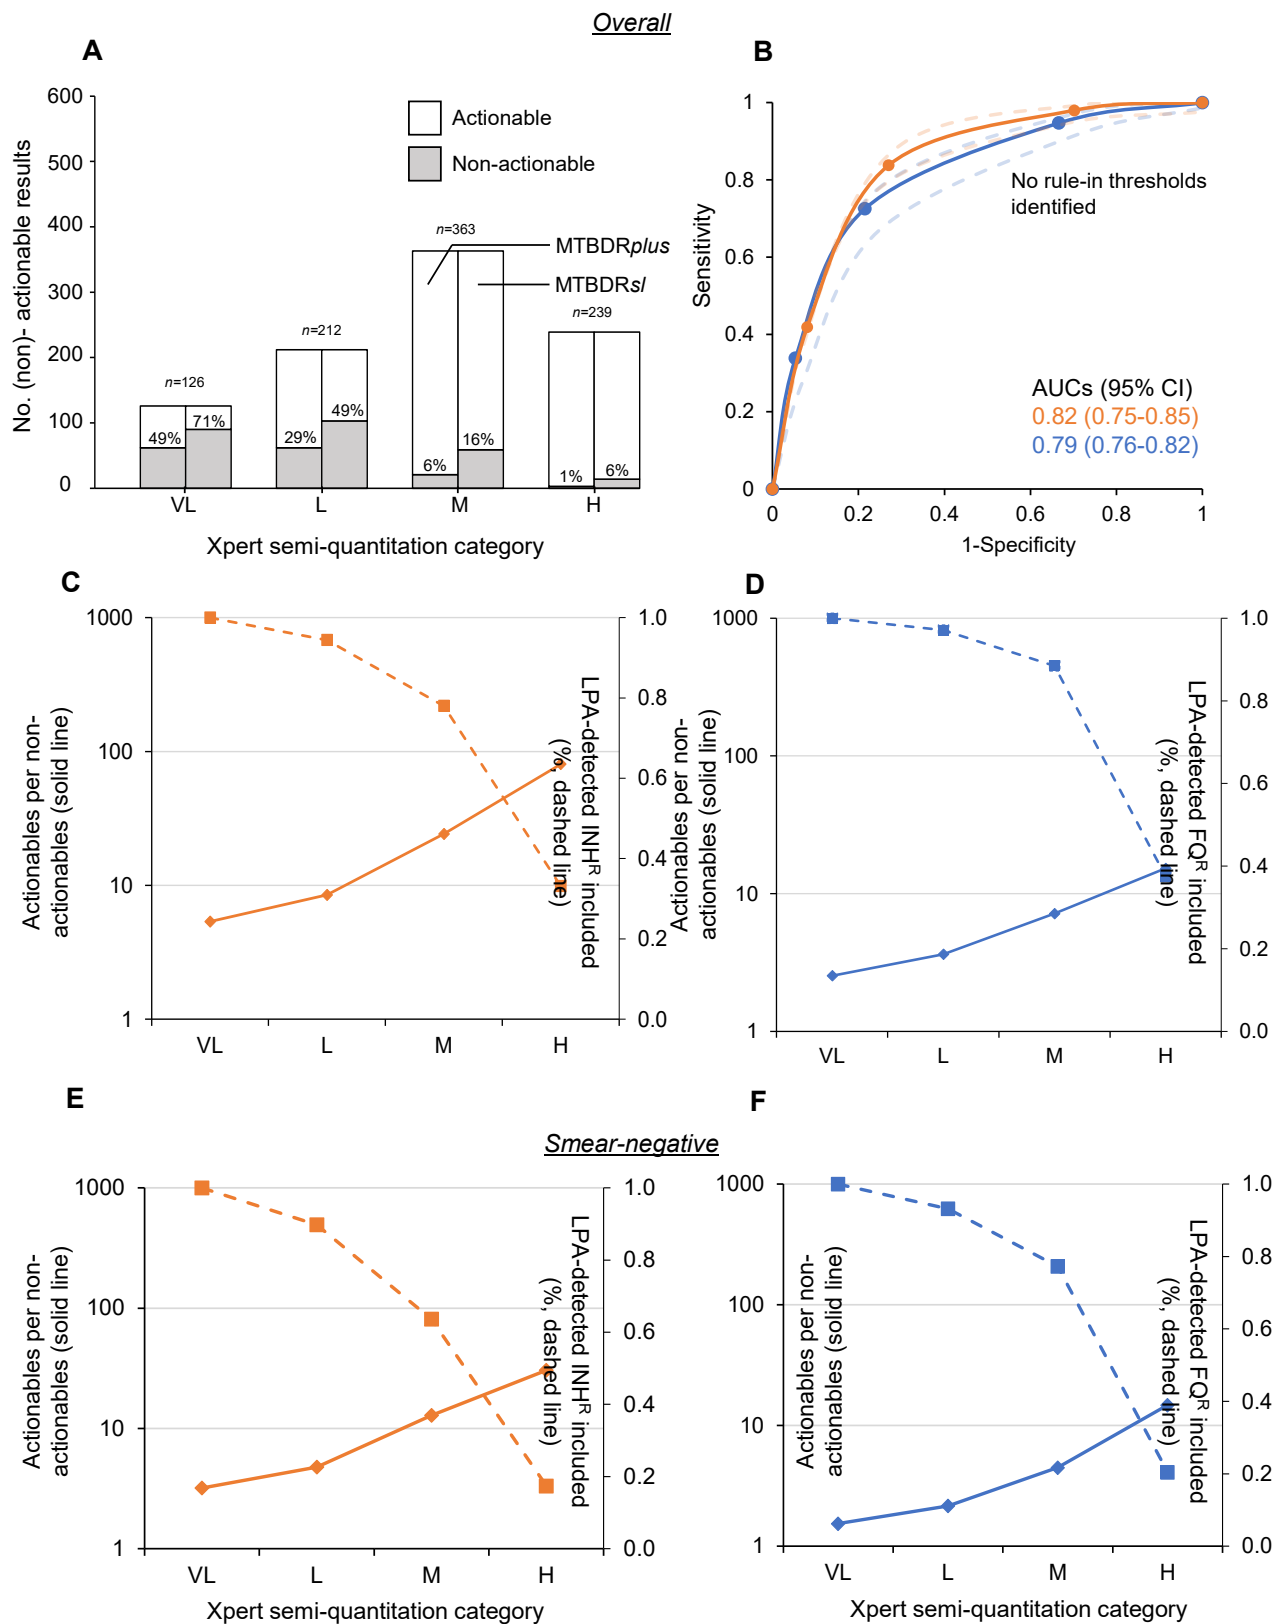 Overall
A
600
500
400
300
200
100
0
No. (non)- actionable results
Actionable
Non-actionable
n=126
n=212
n=363
n=239
MTBDRplus
MTBDRsl
49%
71%
29%
49%
6%
16%
1%
6%
VL
L
M
H
Xpert semi-quantitation category
B
1
0.8
0.6
0.4
0.2
0
Sensitivity
No rule-in thresholds
identified
AUCs (95% CI)
0.82 (0.75-0.85)
0.79 (0.76-0.82)
0
0.2
0.4
0.6
0.8
1
1-Specificity
C
1000
100
10
1
Actionables per non-
actionables (solid line)
1.0
0.8
0.6
0.4
0.2
0.0
LPA-detected INHᴿ included
(%, dashed line)
VL
L
M
H
D
1000
100
10
1
Actionables per non-
actionables (solid line)
1.0
0.8
0.6
0.4
0.2
0.0
LPA-detected FQᴿ included
(%, dashed line)
VL
L
M
H
Smear-negative
E
1000
100
10
1
Actionables per non-
actionables (solid line)
1.0
0.8
0.6
0.4
0.2
0.0
LPA-detected INHᴿ included
(%, dashed line)
VL
L
M
H
Xpert semi-quantitation category
F
1000
100
10
1
Actionables per non-
actionables (solid line)
1.0
0.8
0.6
0.4
0.2
0.0
LPA-detected FQᴿ included
(%, dashed line)
VL
L
M
H
Xpert semi-quantitation category